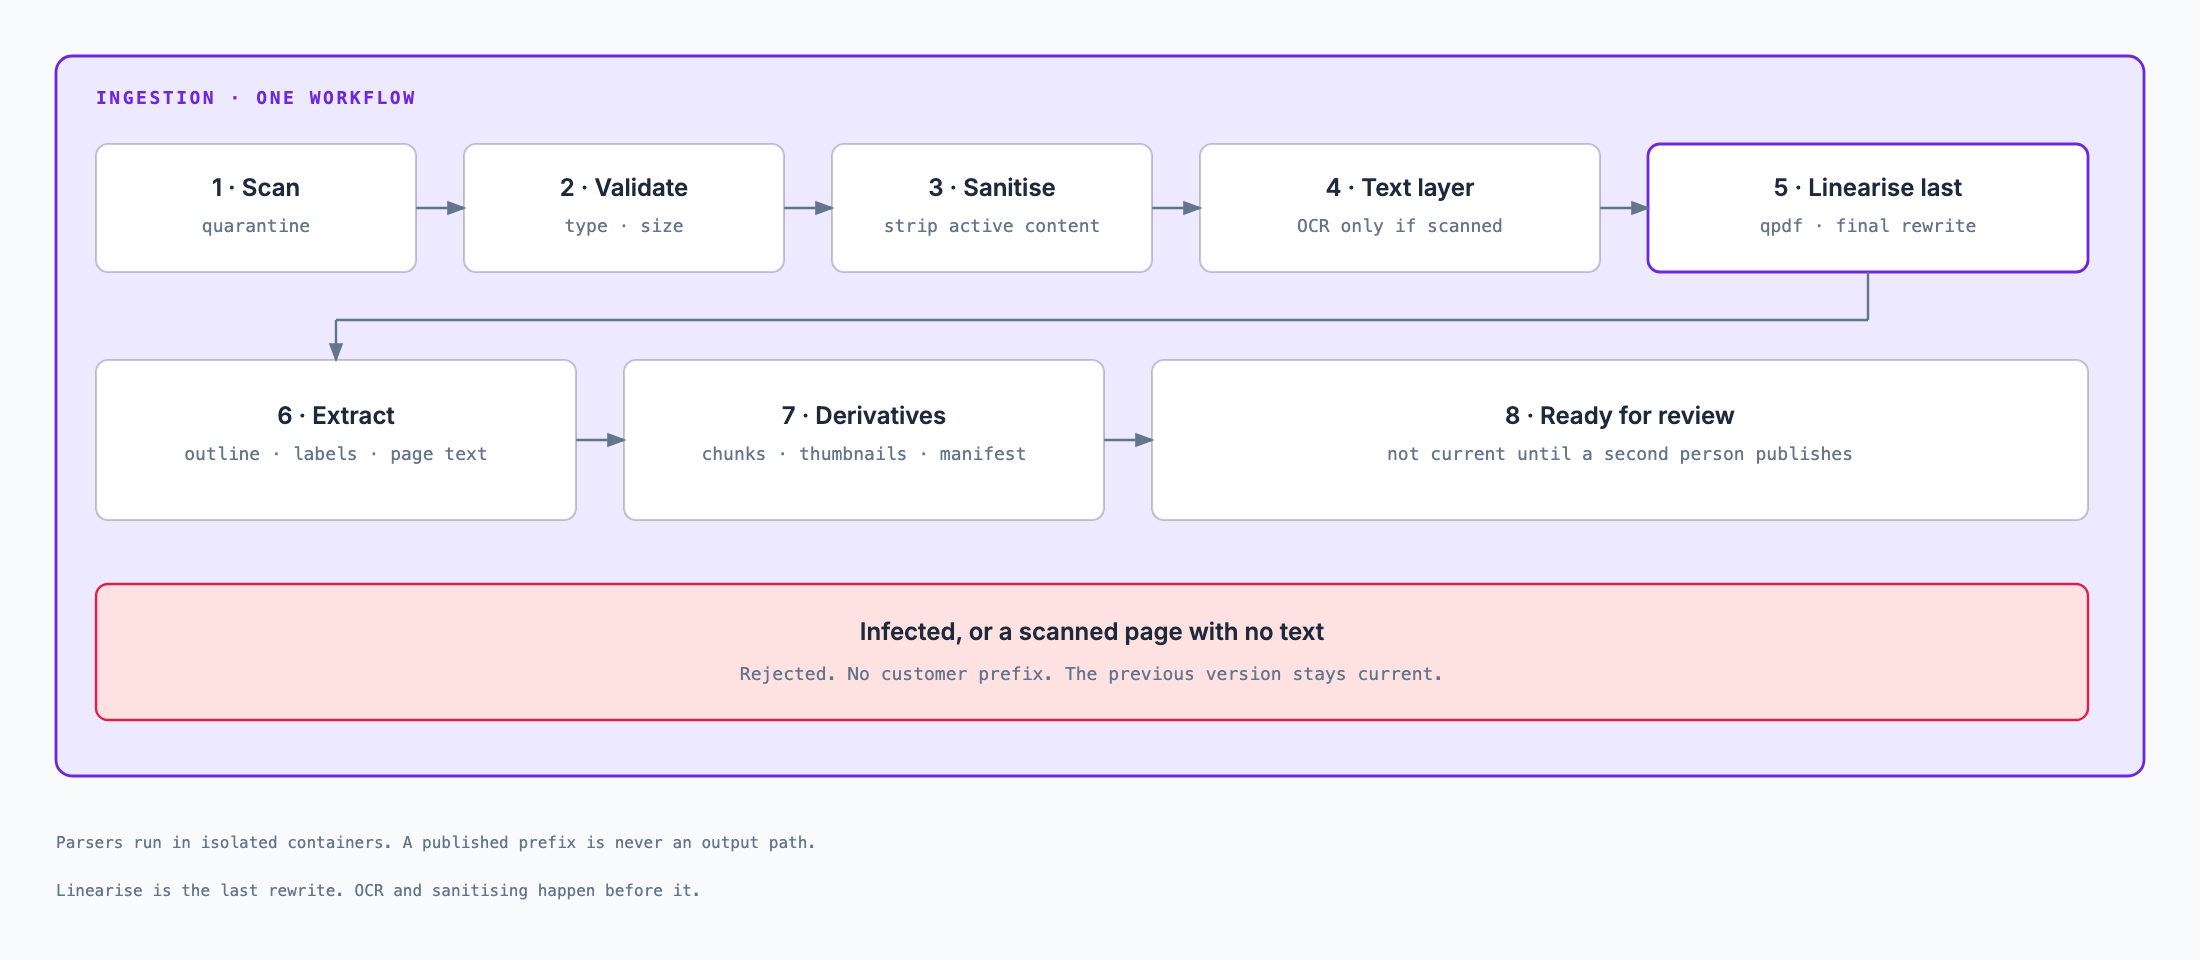 INGESTION · ONE WORKFLOW
1 · Scan
quarantine
2 · Validate
type · size
3 · Sanitise
strip active content
4 · Text layer
OCR only if scanned
5 · Linearise last
qpdf · final rewrite
6 · Extract
outline · labels · page text
7 · Derivatives
chunks · thumbnails · manifest
8 · Ready for review
not current until a second person publishes
Infected, or a scanned page with no text
Rejected. No customer prefix. The previous version stays current.
Parsers run in isolated containers. A published prefix is never an output path.
Linearise is the last rewrite. OCR and sanitising happen before it.